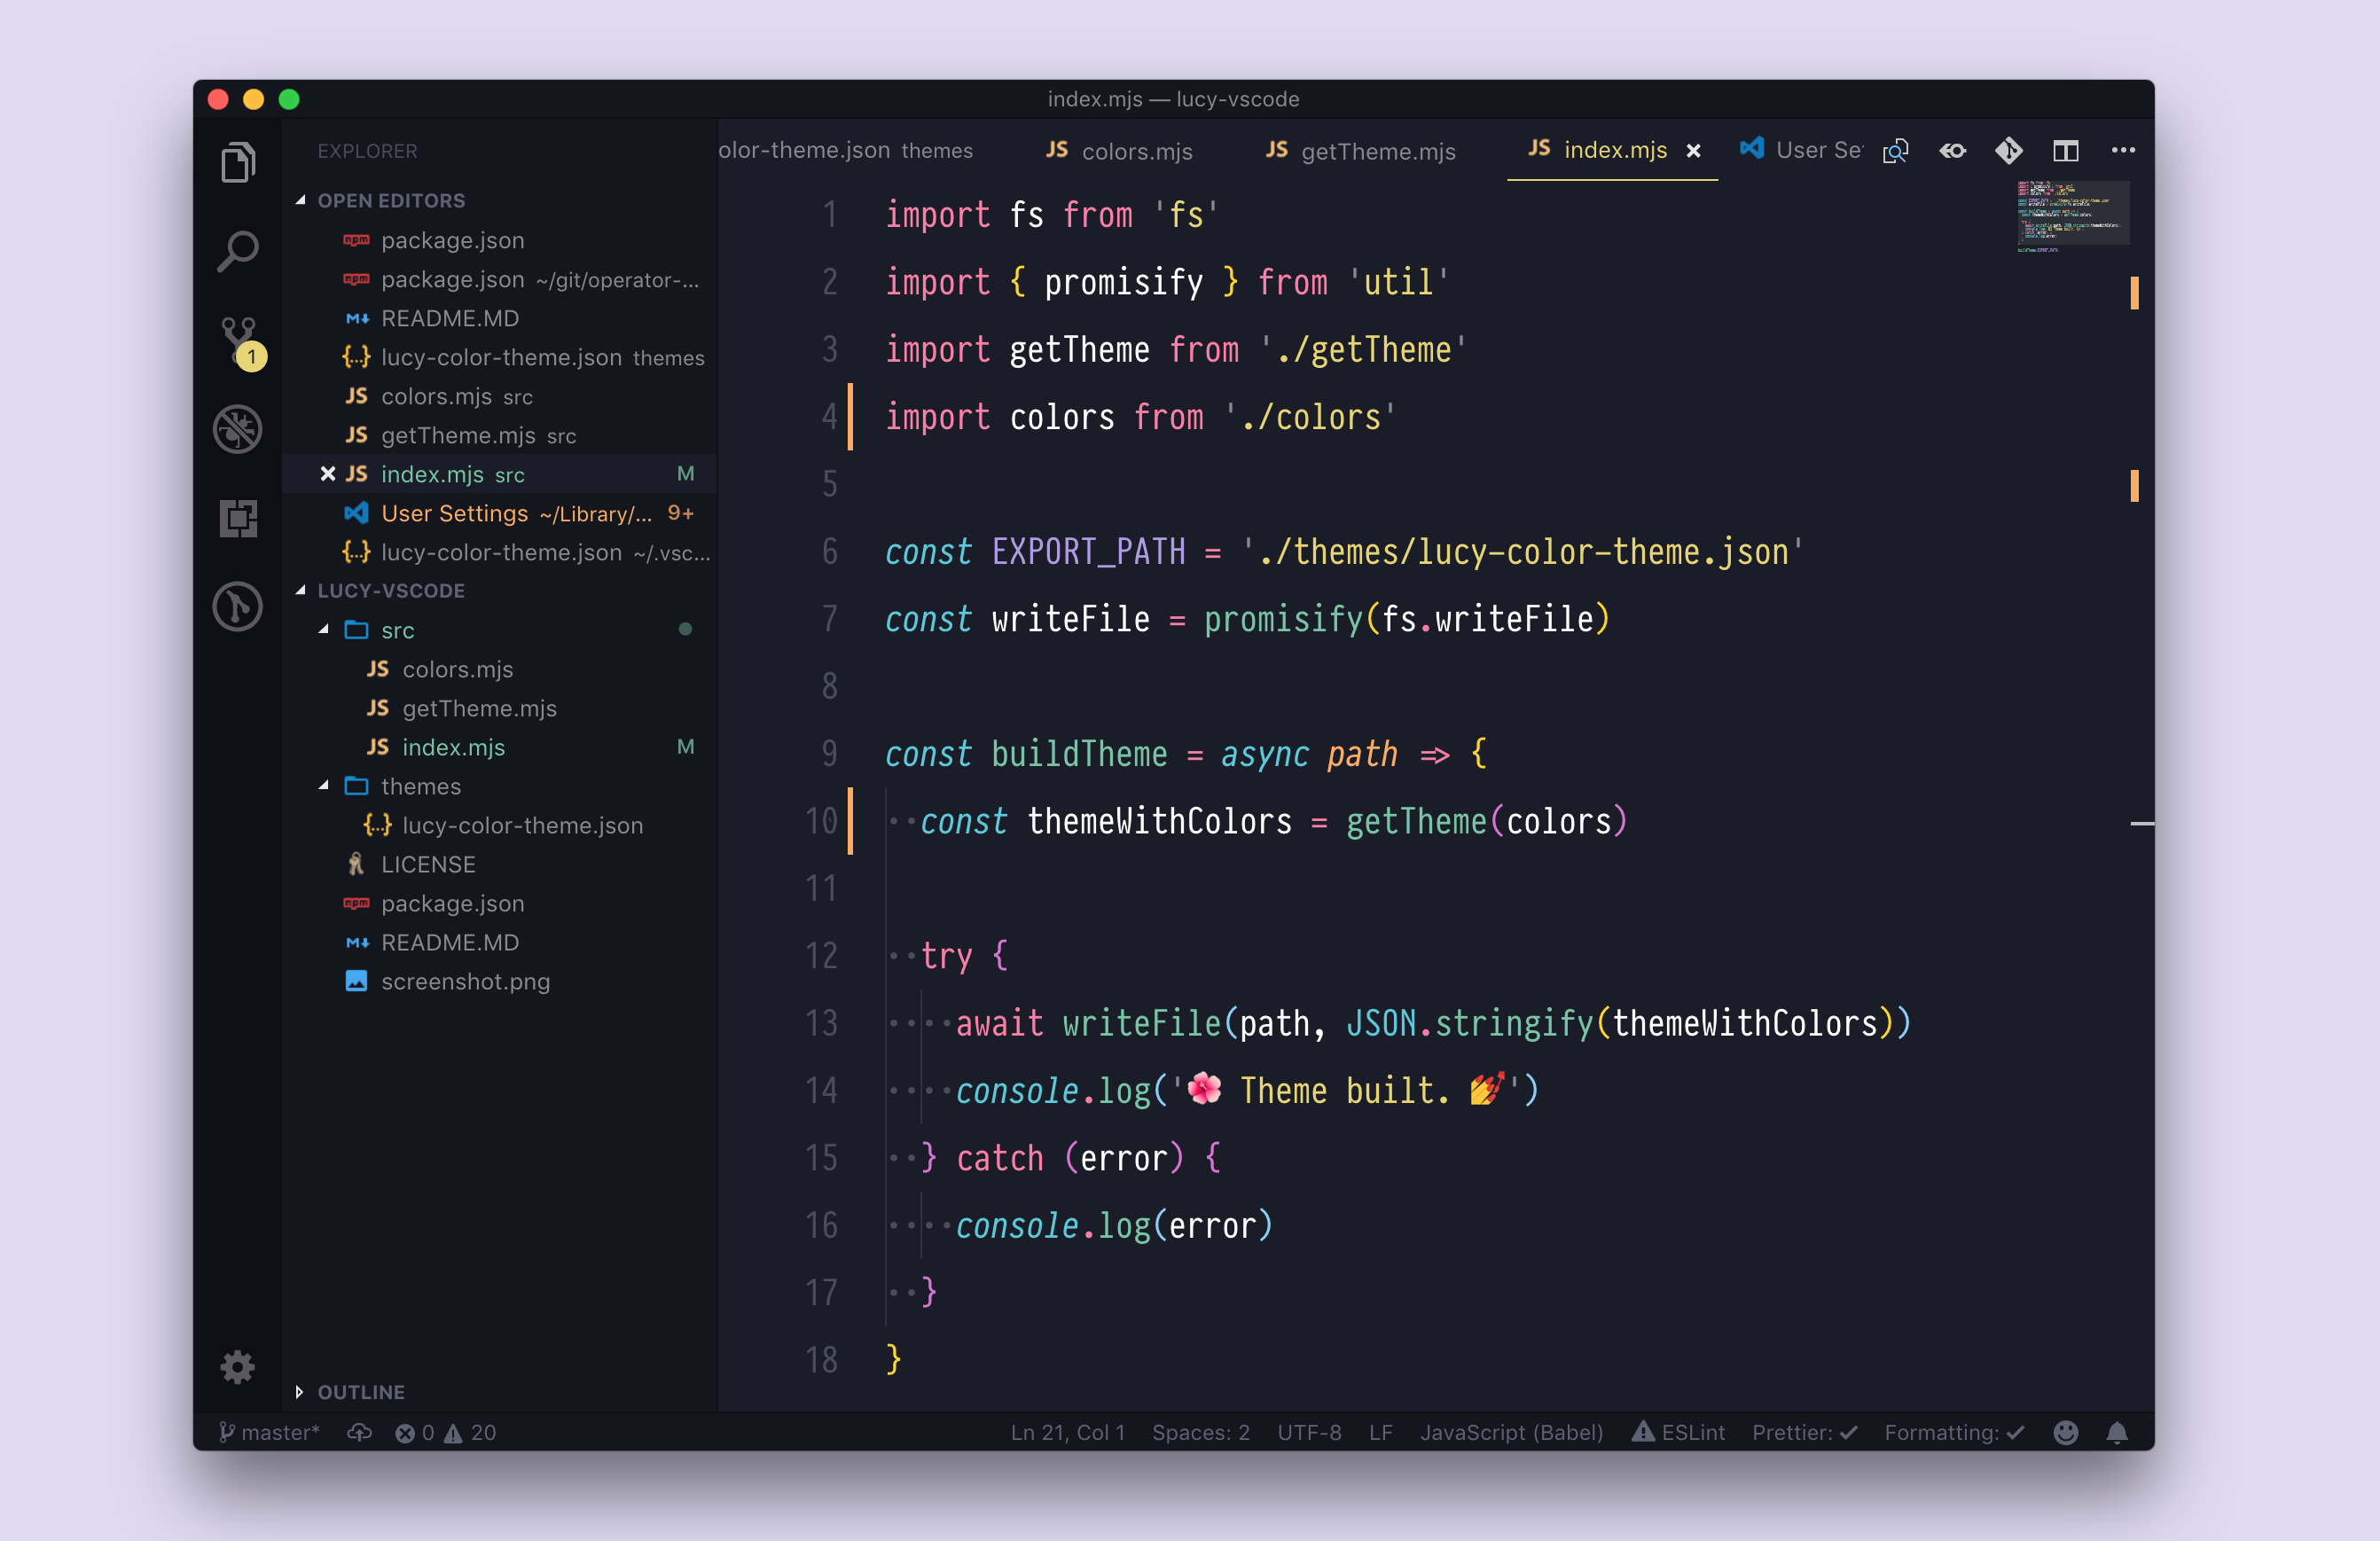 index.mjs — lucy-vscode
EXPLORER
OPEN EDITORS
package.json
package.json ~/git/operator-...
README.MD
lucy-color-theme.json themes
colors.mjs src
getTheme.mjs src
index.mjs src M
User Settings ~/Library/... 9+
lucy-color-theme.json ~/.vsc...
LUCY-VSCODE
src
colors.mjs
getTheme.mjs
index.mjs M
themes
lucy-color-theme.json
LICENSE
package.json
README.MD
screenshot.png
OUTLINE
1
olor-theme.json themes JS colors.mjs JS getTheme.mjs JS index.mjs User Se
1 import fs from 'fs'
2 import { promisify } from 'util'
3 import getTheme from './getTheme'
4 import colors from './colors'
5
6 const EXPORT_PATH = './themes/lucy-color-theme.json'
7 const writeFile = promisify(fs.writeFile)
8
9 const buildTheme = async path => {
10 const themeWithColors = getTheme(colors)
11
12 try {
13 await writeFile(path, JSON.stringify(themeWithColors))
14 console.log('🌺 Theme built. 💅')
15 } catch (error) {
16 console.log(error)
17 }
18 }
master* 0 20 Ln 21, Col 1 Spaces: 2 UTF-8 LF JavaScript (Babel) ESLint Prettier: ✓ Formatting: ✓